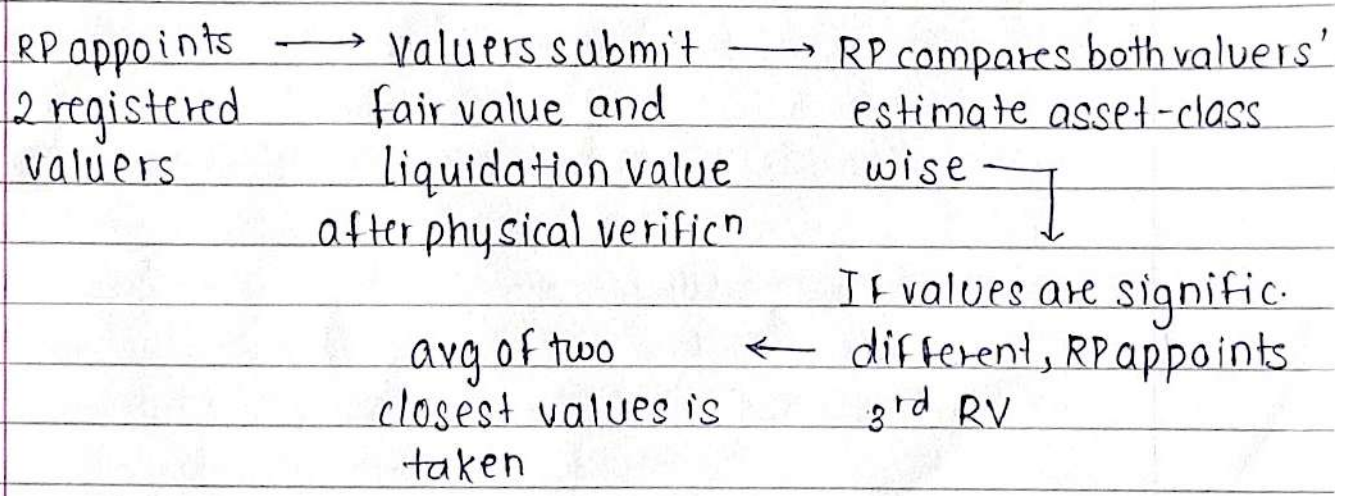 RP appoints → valuers submit → RP compares both valuers'
2 registered fair value and estimate asset-class
valuers liquidation value wise
after physical verificⁿ
If values are signific.
avg of two ← different, RP appoints
closest values is 3rd RV
taken